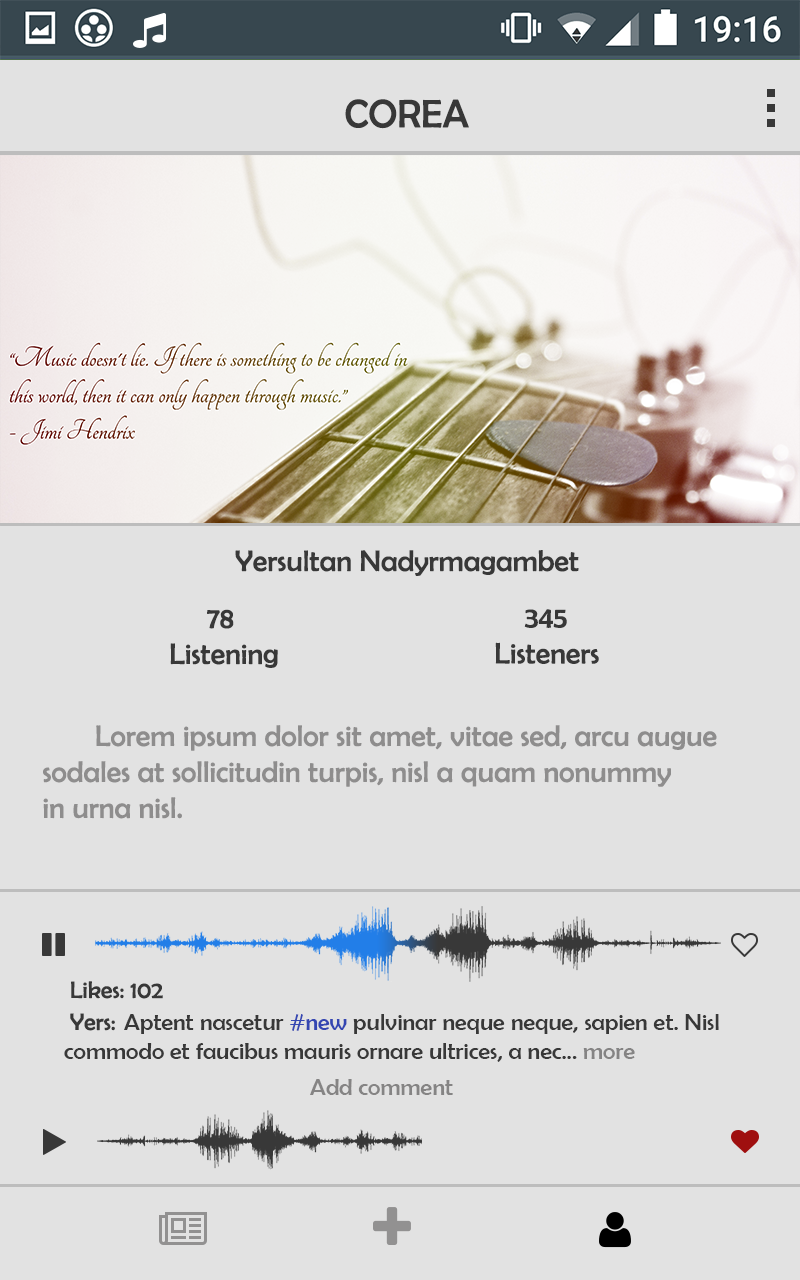 19:16
COREA
“Music doesn't lie. If there is something to be changed in
this world, then it can only happen through music.”
- Jimi Hendrix
Yersultan Nadyrmagambet
78
Listening
345
Listeners
Lorem ipsum dolor sit amet, vitae sed, arcu augue
sodales at sollicitudin turpis, nisl a quam nonummy
in urna nisl.
Likes: 102
Yers: Aptent nascetur #new pulvinar neque neque, sapien et. Nisl
commodo et faucibus mauris ornare ultrices, a nec... more
Add comment